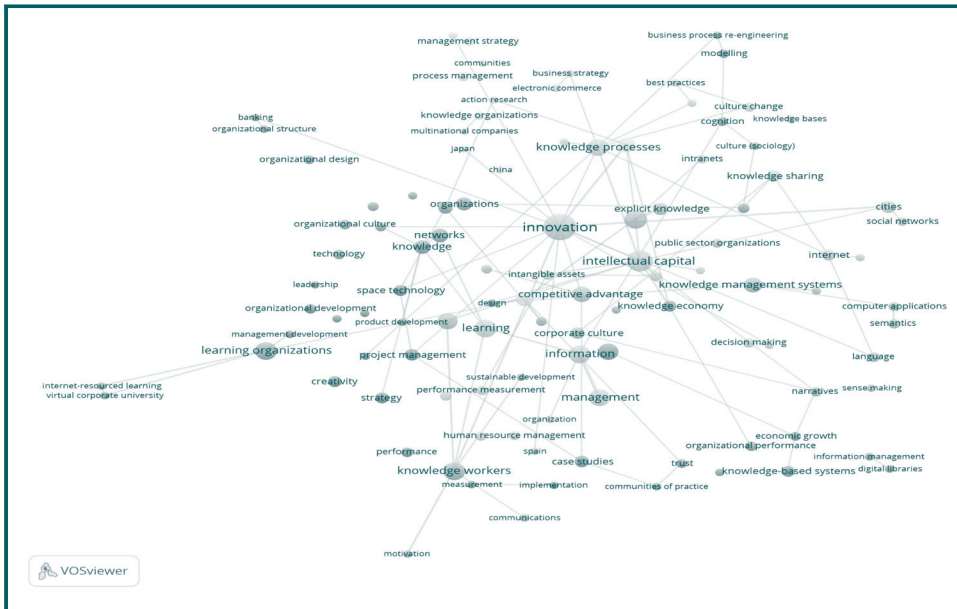 business process re-engineering
management strategy
modelling
communities
process management
business strategy
electronic commerce
best practices
action research
culture change
knowledge organizations
banking
cognition
knowledge bases
organizational structure
multinational companies
japan
knowledge processes
culture (sociology)
organizational design
intranets
china
knowledge sharing
organizations
explicit knowledge
cities
organizational culture
innovation
social networks
networks
knowledge
public sector organizations
technology
internet
intellectual capital
intangible assets
leadership
space technology
knowledge management systems
competitive advantage
design
knowledge economy
organizational development
computer applications
product development
learning
semantics
management development
corporate culture
decision making
learning organizations
project management
information
language
sustainable development
creativity
internet-resourced learning
performance measurement
narratives
sense making
virtual corporate university
strategy
management
organization
human resource management
economic growth
performance
spain
organizational performance
information management
case studies
trust
knowledge workers
knowledge-based systems
digital libraries
measurement
implementation
communities of practice
communications
motivation
VOSviewer